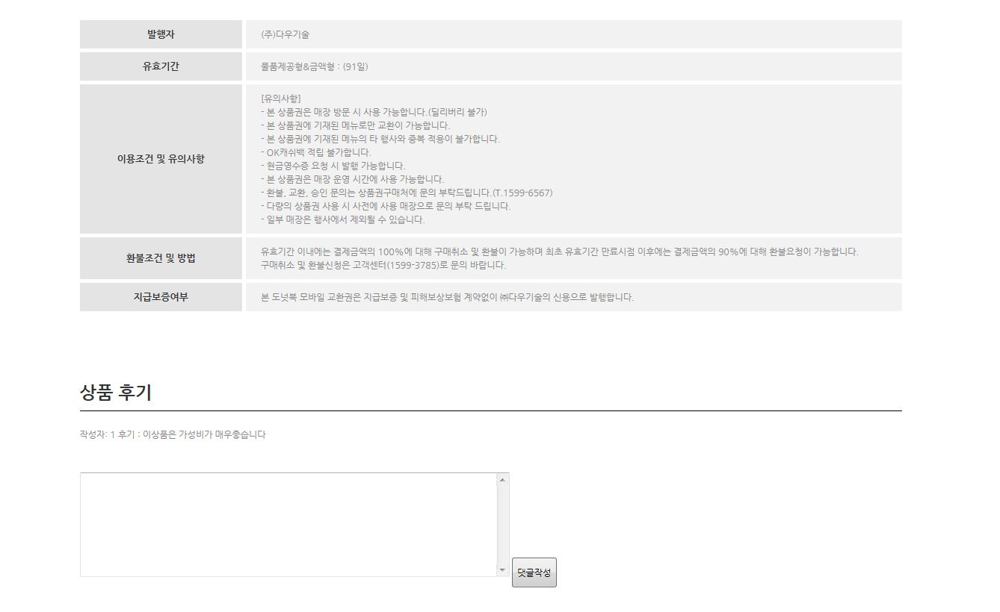 발행자
(주)다우기술
유효기간
물품제공형&금액형 : (91일)
이용조건 및 유의사항
[유의사항]
- 본 상품권은 매장 방문 시 사용 가능합니다.(딜리버리 불가)
- 본 상품권에 기재된 메뉴로만 교환이 가능합니다.
- 본 상품권에 기재된 메뉴의 타 행사와 중복 적용이 불가합니다.
- OK캐쉬백 적립 불가합니다.
- 현금영수증 요청 시 발행 가능합니다.
- 본 상품권은 매장 운영 시간에 사용 가능합니다.
- 환불, 교환, 승인 문의는 상품권구매처에 문의 부탁드립니다.(T.1599-6567)
- 다량의 상품권 사용 시 사전에 사용 매장으로 문의 부탁 드립니다.
- 일부 매장은 행사에서 제외될 수 있습니다.
환불조건 및 방법
유효기간 이내에는 결제금액의 100%에 대해 구매취소 및 환불이 가능하며 최초 유효기간 만료시점 이후에는 결제금액의 90%에 대해 환불요청이 가능합니다.
구매취소 및 환불신청은 고객센터(1599-3785)로 문의 바랍니다.
지급보증여부
본 도넛북 모바일 교환권은 지급보증 및 피해보상보험 계약없이 ㈜다우기술의 신용으로 발행합니다.
상품 후기
작성자: 1 후기 : 이상품은 가성비가 매우좋습니다
댓글작성